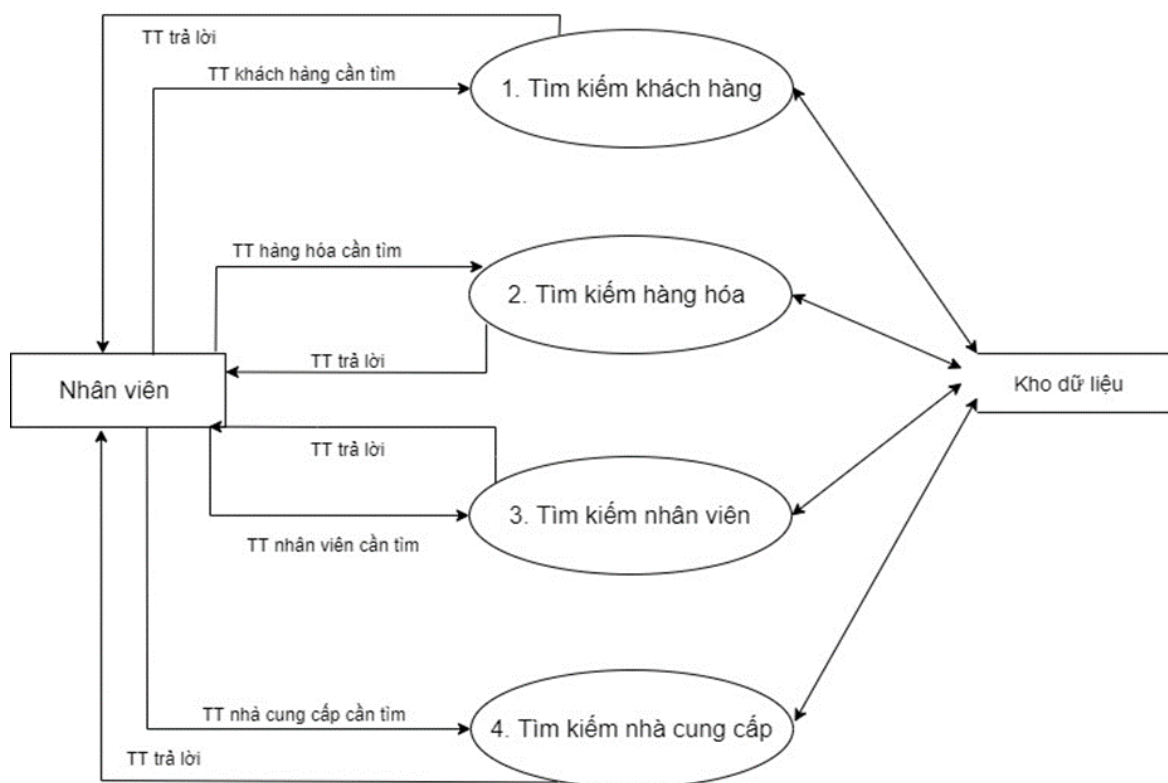 TT trả lời
TT khách hàng cần tìm
1. Tìm kiếm khách hàng
TT hàng hóa cần tìm
2. Tìm kiếm hàng hóa
TT trả lời
Nhân viên
Kho dữ liệu
TT trả lời
3. Tìm kiếm nhân viên
TT nhân viên cần tìm
TT nhà cung cấp cần tìm
4. Tìm kiếm nhà cung cấp
TT trả lời